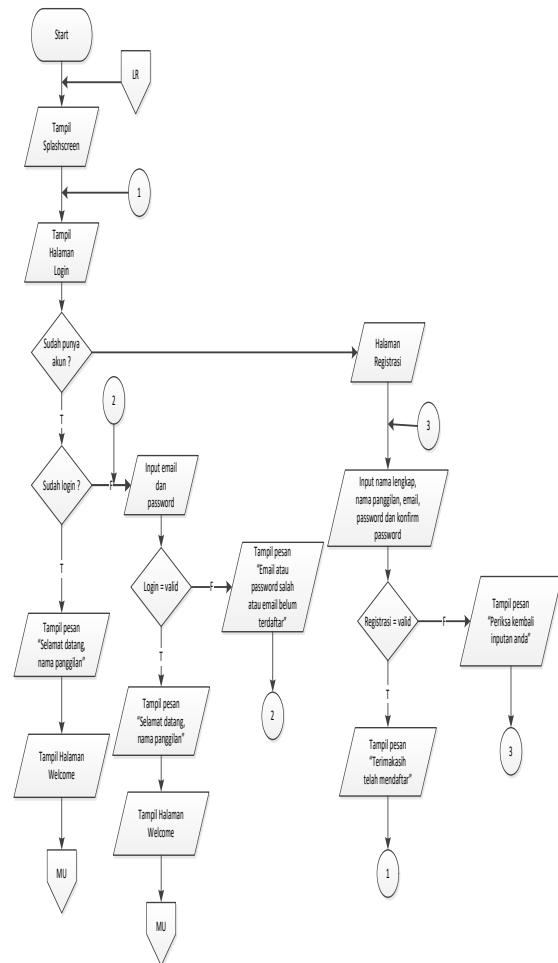 Start
LR
Tampil
Splashscreen
1
Tampil
Halaman
Login
Sudah punya
akun ?
Halaman
Registrasi
T
2
3
Sudah login ?
F
Input email
dan
password
Input nama lengkap,
nama panggilan, email,
password dan konfirm
password
T
Login = valid
F
Tampil pesan
“Email atau
password salah
atau email belum
terdaftar”
Registrasi = valid
F
Tampil pesan
“Periksa kembali
inputan anda”
Tampil pesan
“Selamat datang,
nama panggilan”
T
2
T
3
Tampil pesan
“Selamat datang,
nama panggilan”
Tampil pesan
“Terimakasih
telah mendaftar”
Tampil Halaman
Welcome
Tampil Halaman
Welcome
1
MU
MU